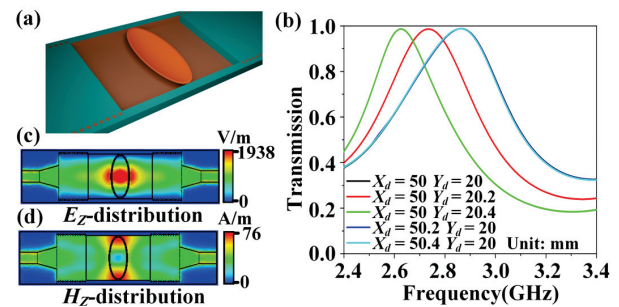 (a)
(b)
V/m
1938
0
(c)
E_Z-distribution
A/m
76
0
(d)
H_Z-distribution
Transmission
1.0
0.8
0.6
0.4
0.2
0.0
X_d = 50 Y_d = 20
X_d = 50 Y_d = 20.2
X_d = 50 Y_d = 20.4
X_d = 50.2 Y_d = 20
X_d = 50.4 Y_d = 20 Unit: mm
2.4 2.6 2.8 3.0 3.2 3.4
Frequency(GHz)